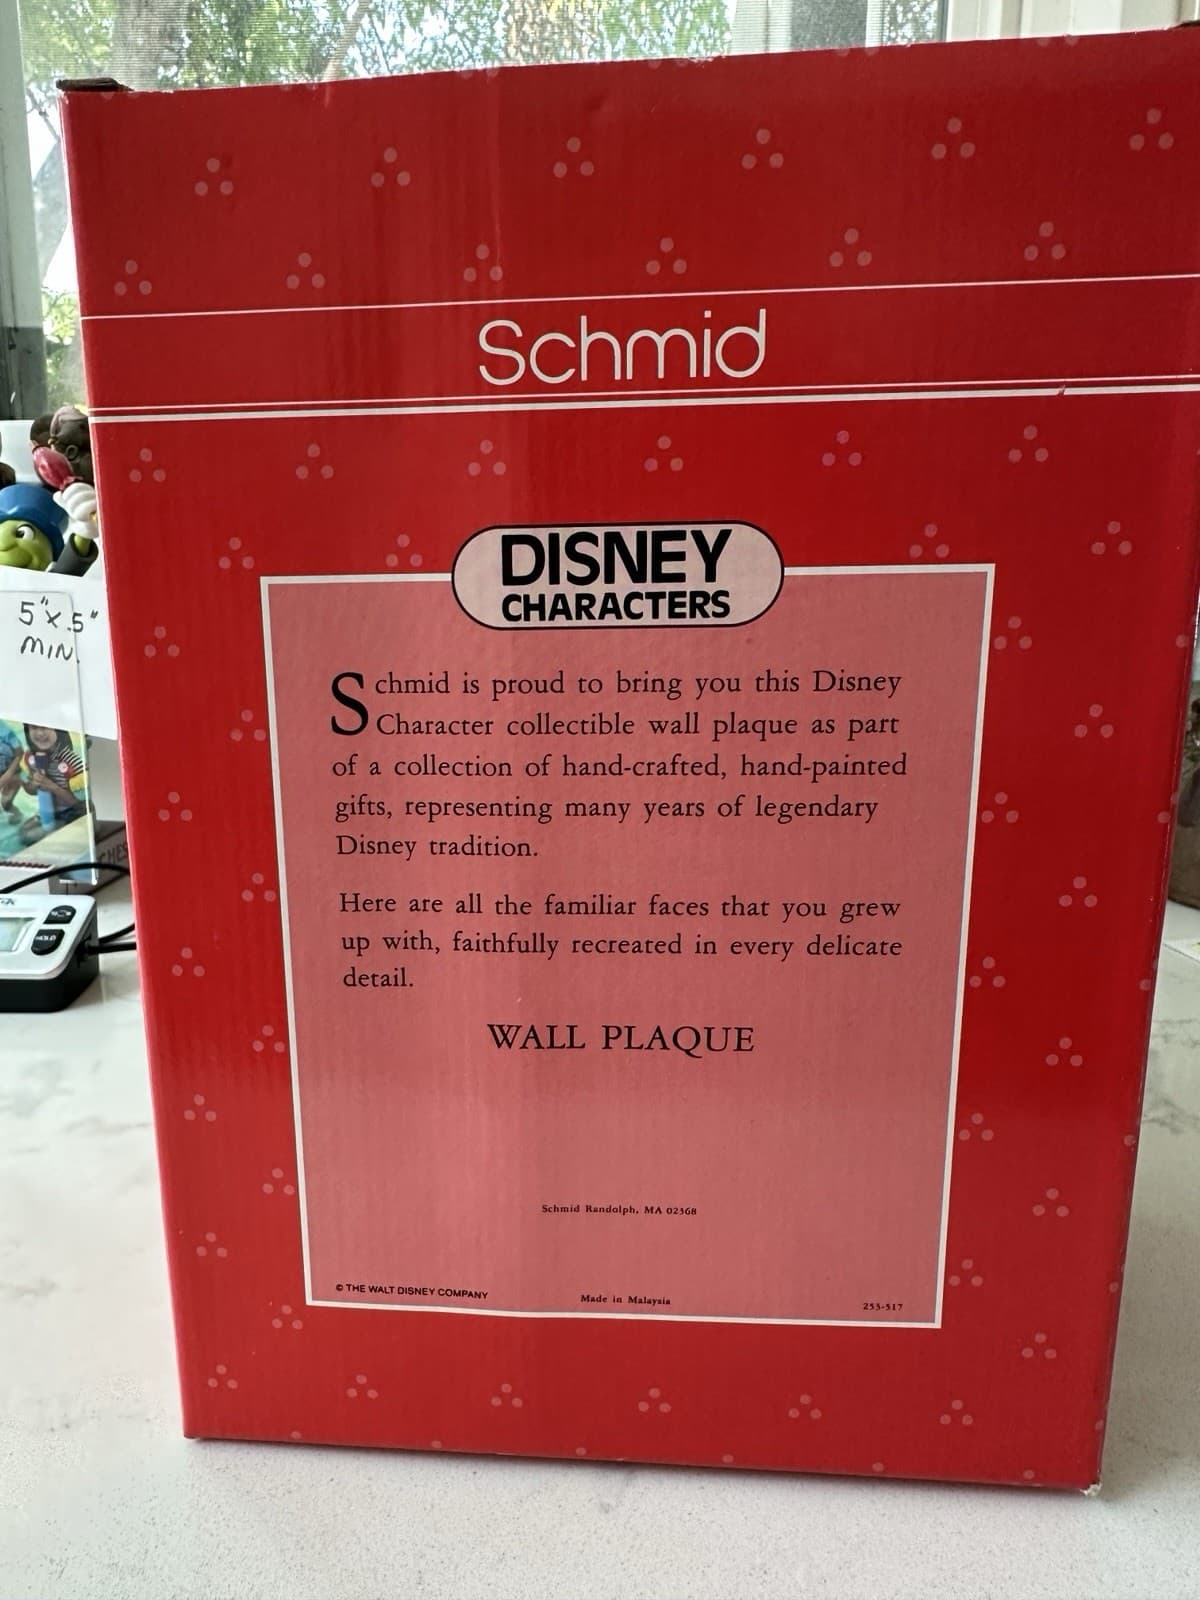 Schmid
DISNEY
CHARACTERS
Schmid is proud to bring you this Disney
Character collectible wall plaque as part
of a collection of hand-crafted, hand-painted
gifts, representing many years of legendary
Disney tradition.
Here are all the familiar faces that you grew
up with, faithfully recreated in every delicate
detail.
WALL PLAQUE
Schmid Randolph, MA 02368
© THE WALT DISNEY COMPANY
Made in Malaysia
253-517
5"x.5"
MIN.
HOLD